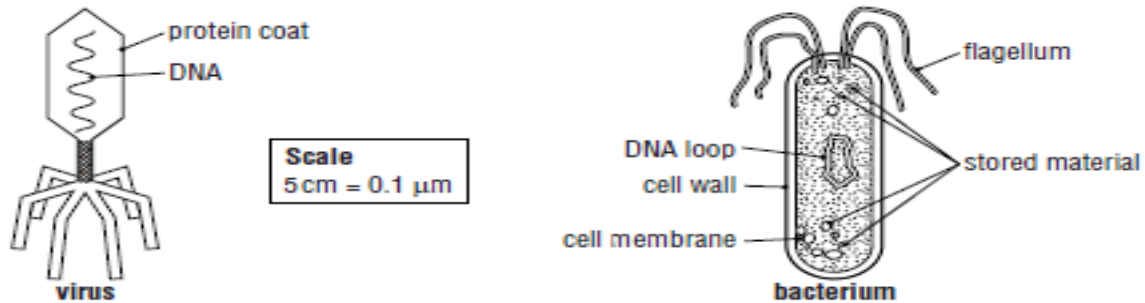 protein coat
DNA
virus
Scale
5 cm = 0.1 μm
flagellum
DNA loop
stored material
cell wall
cell membrane
bacterium